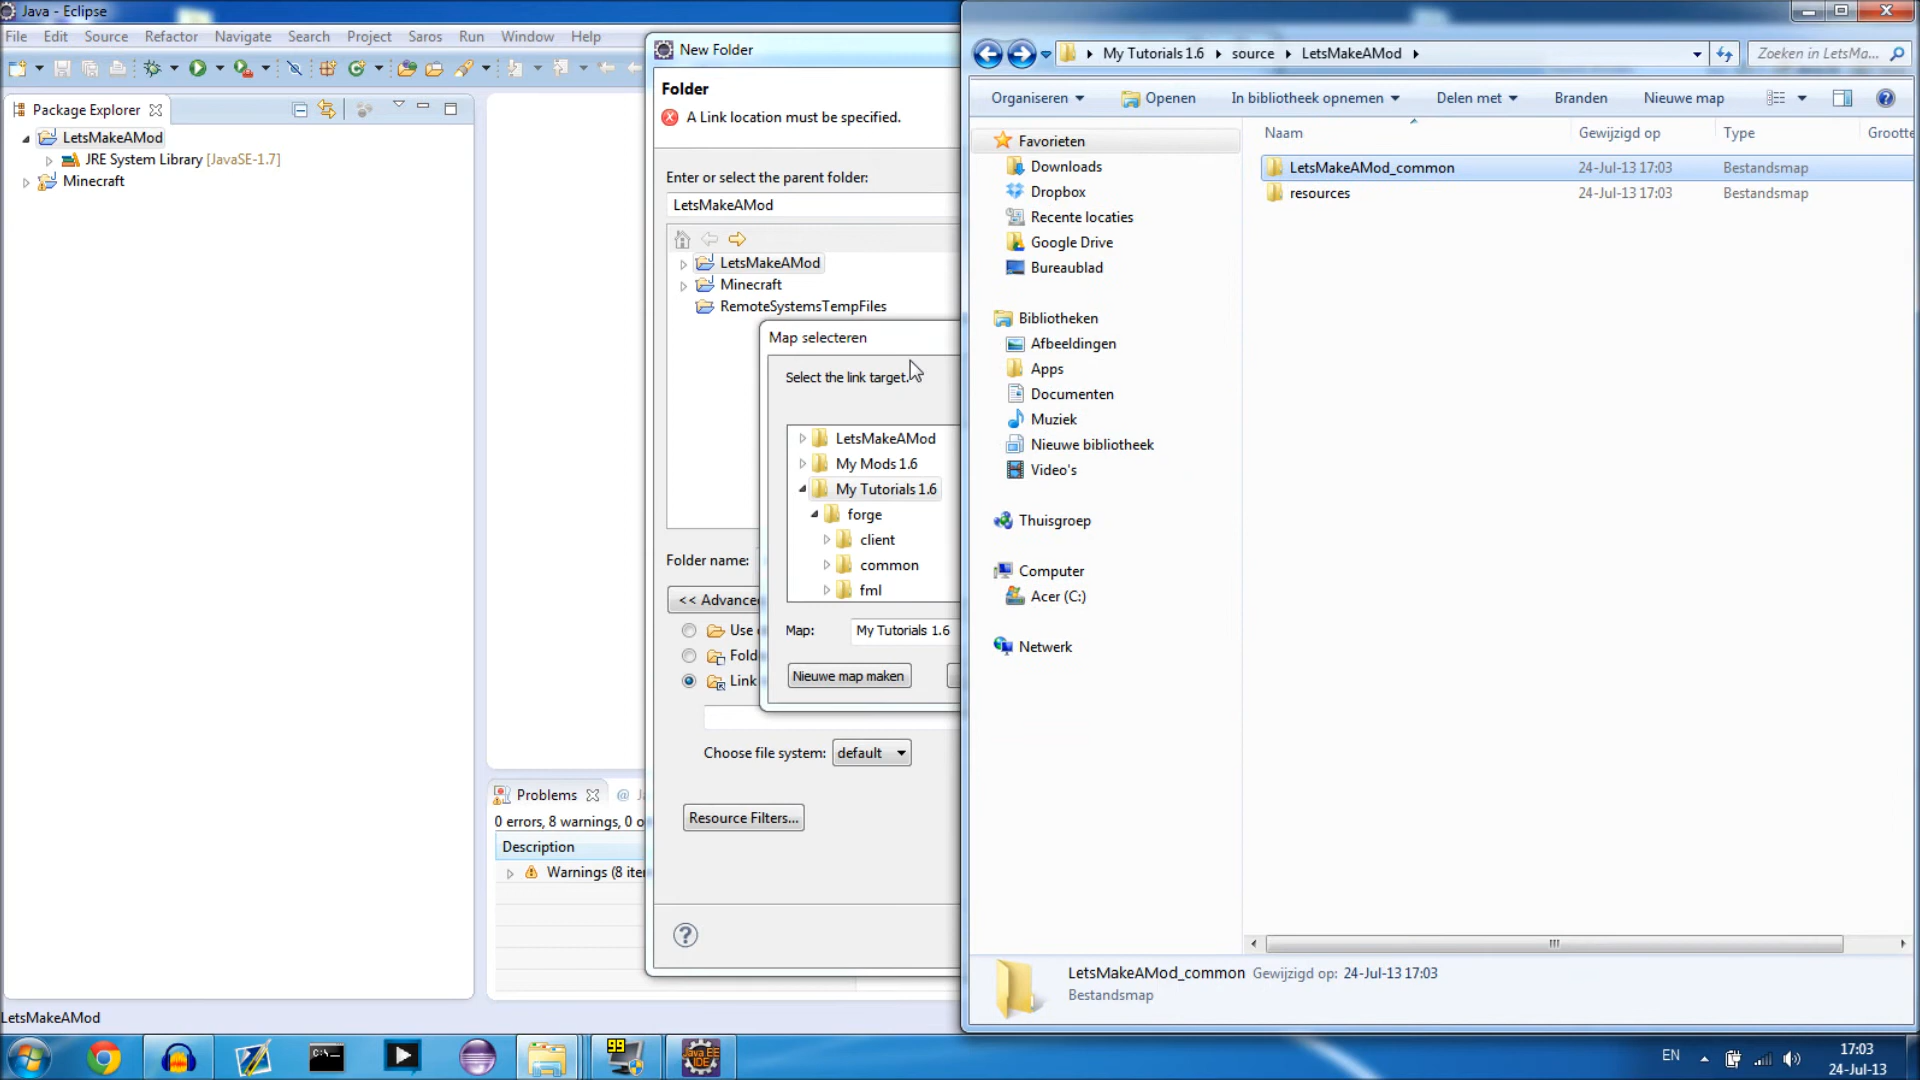 Java - Eclipse
File Edit Source Refactor Navigate Search Project Saros Run Window Help
Package Explorer
LetsMakeAMod
JRE System Library [JavaSE-1.7]
Minecraft
New Folder
Folder
A Link location must be specified.
Enter or select the parent folder:
LetsMakeAMod
LetsMakeAMod
Minecraft
RemoteSystemsTempFiles
Map selecteren
Select the link target.
LetsMakeAMod
My Mods 1.6
My Tutorials 1.6
forge
client
common
fml
Map: My Tutorials 1.6
Nieuwe map maken
Folder name:
<< Advance
Use
Fold
Link
Choose file system: default
Resource Filters...
Problems
0 errors, 8 warnings, 0 o
Description
Warnings (8 ite
LetsMakeAMod
My Tutorials 1.6 source LetsMakeAMod
Zoeken in LetsMa...
Organiseren Openen In bibliotheek opnemen Delen met Branden Nieuwe map
Naam Gewijzigd op Type Grootte
LetsMakeAMod_common 24-Jul-13 17:03 Bestandsmap
resources 24-Jul-13 17:03 Bestandsmap
Favorieten
Downloads
Dropbox
Recente locaties
Google Drive
Bureaublad
Bibliotheken
Afbeeldingen
Apps
Documenten
Muziek
Nieuwe bibliotheek
Video's
Thuisgroep
Computer
Acer (C:)
Netwerk
LetsMakeAMod_common Gewijzigd op: 24-Jul-13 17:03
Bestandsmap
99
Java EE
IDE
EN
17:03
24-Jul-13